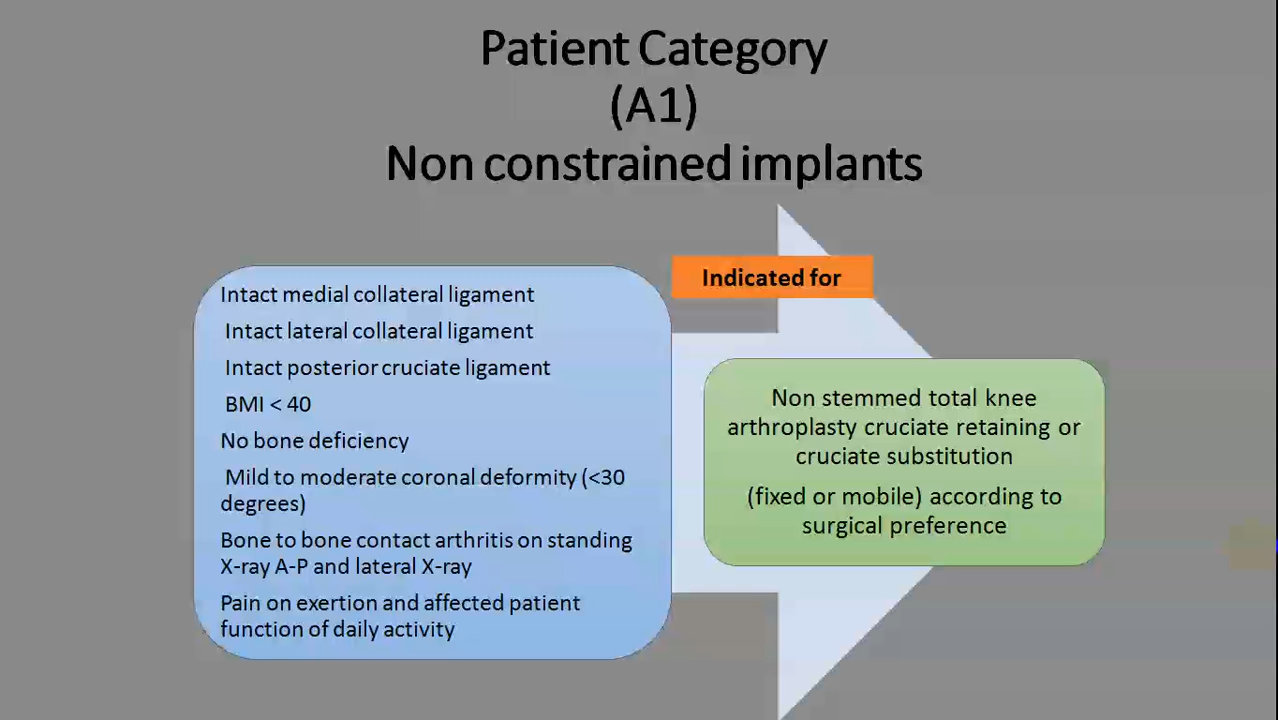 Patient Category
(A1)
Non constrained implants
Indicated for
Intact medial collateral ligament
Intact lateral collateral ligament
Intact posterior cruciate ligament
BMI < 40
No bone deficiency
Mild to moderate coronal deformity (<30
degrees)
Bone to bone contact arthritis on standing
X-ray A-P and lateral X-ray
Pain on exertion and affected patient
function of daily activity
Non stemmed total knee
arthroplasty cruciate retaining or
cruciate substitution
(fixed or mobile) according to
surgical preference